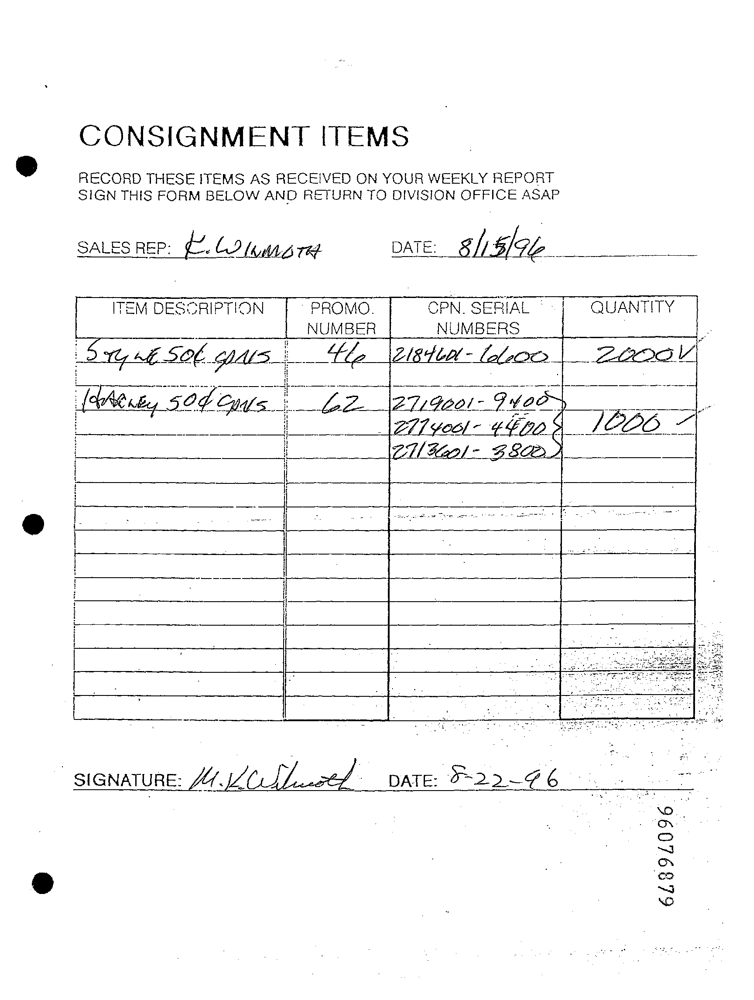 CONSIGNMENT ITEMS
RECORD THESE ITEMS AS RECEIVED ON YOUR WEEKLY REPORT
SIGN THIS FORM BELOW AND RETURN TO DIVISION OFFICE ASAP
SALES REP: K. WILMOTH DATE: 8/15/96
ITEM DESCRIPTION PROMO. NUMBER CPN. SERIAL NUMBERS QUANTITY
STYLE 50¢ CPNS 46 2184601-6600 2000
HARLEY 50¢ CPNS 62 2719001-9400
2774001-4400 1000
2713601-3800
SIGNATURE: M.K. Wilmoth DATE: 8-22-96
96076879